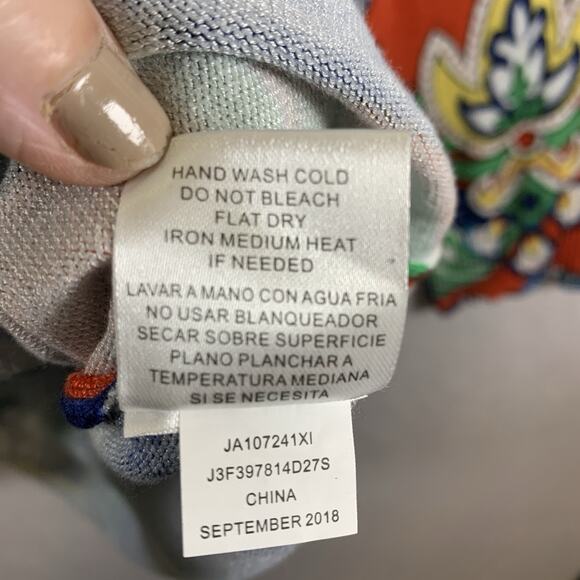 HAND WASH COLD
DO NOT BLEACH
FLAT DRY
IRON MEDIUM HEAT
IF NEEDED
LAVAR A MANO CON AGUA FRIA
NO USAR BLANQUEADOR
SECAR SOBRE SUPERFICIE
PLANO PLANCHAR A
TEMPERATURA MEDIANA
SI SE NECESITA
JA107241XI
J3F397814D27S
CHINA
SEPTEMBER 2018